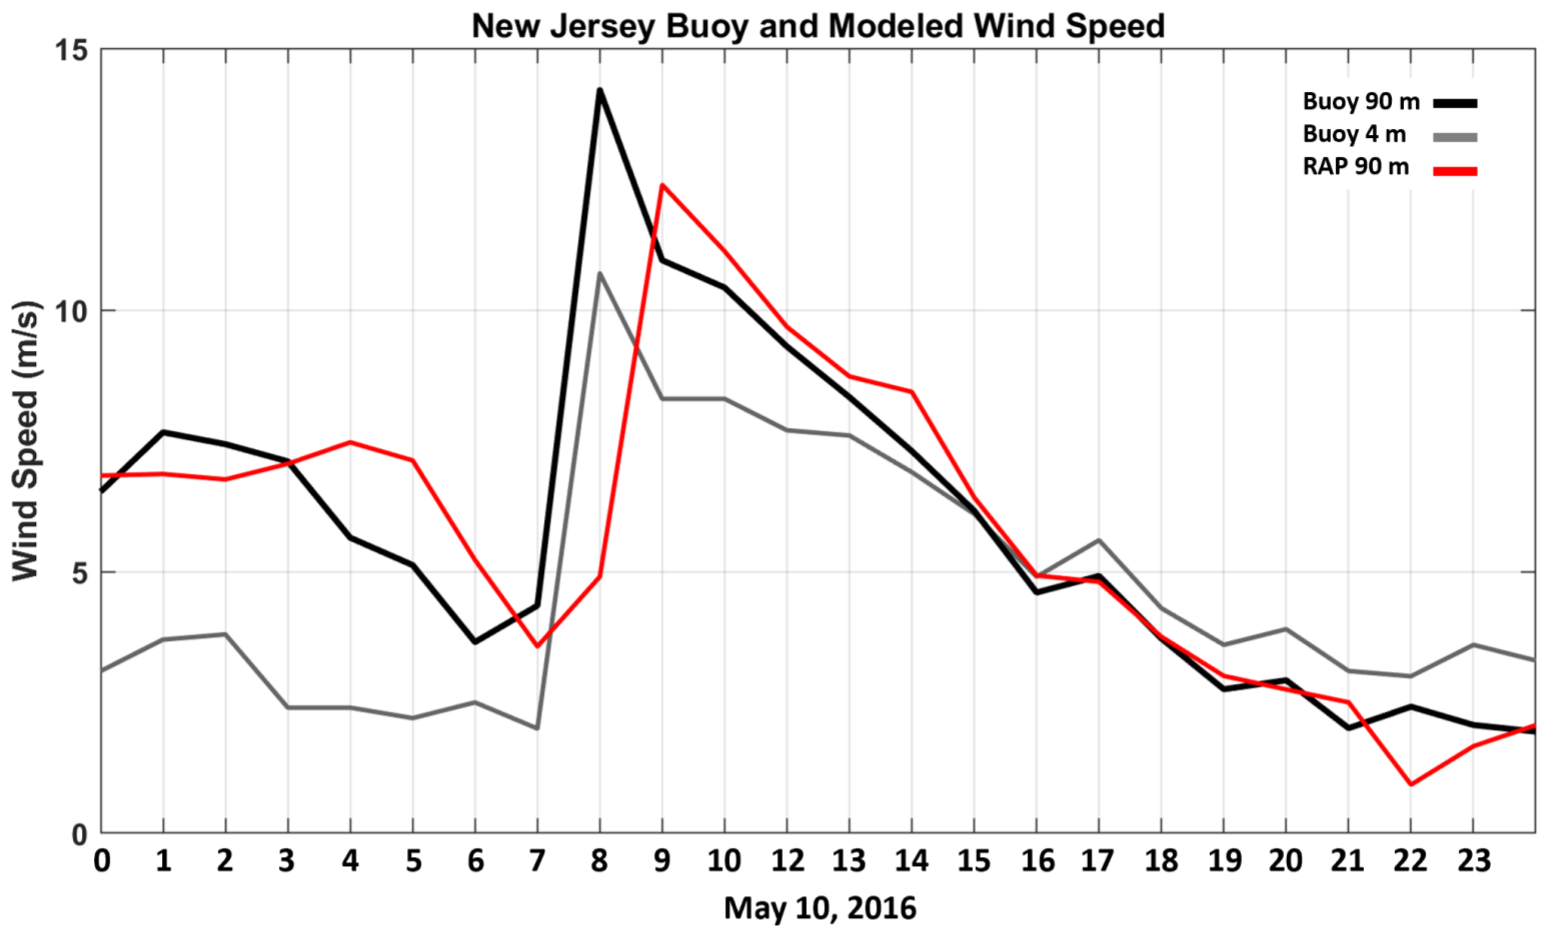 New Jersey Buoy and Modeled Wind Speed
15
10
5
0
Wind Speed (m/s)
Buoy 90 m
Buoy 4 m
RAP 90 m
0 1 2 3 4 5 6 7 8 9 10 12 13 14 15 16 17 18 19 20 21 22 23
May 10, 2016